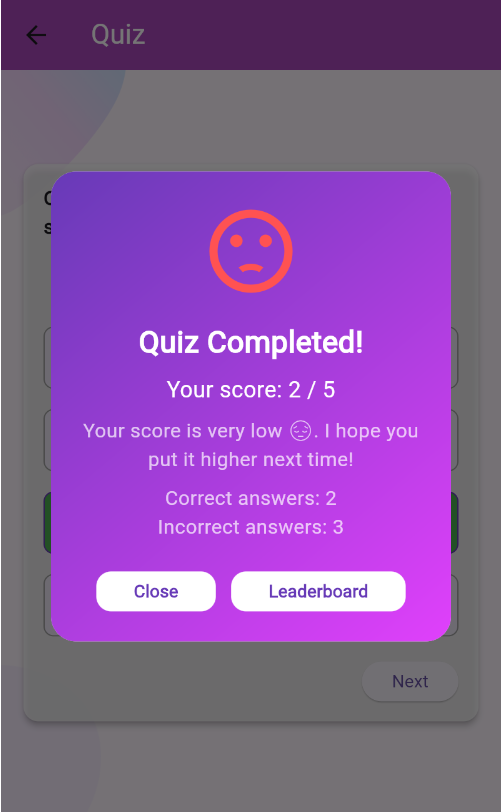 Quiz
Quiz Completed!
Your score: 2 / 5
Your score is very low 😔. I hope you
put it higher next time!
Correct answers: 2
Incorrect answers: 3
Close
Leaderboard
Next